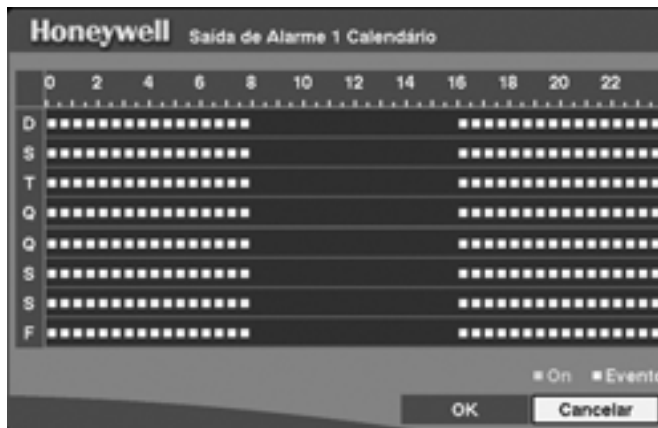 Honeywell Saída de Alarme 1 Calendário
0 2 4 6 8 10 12 14 16 18 20 22
D
S
T
Q
Q
S
S
F
On Evento
OK Cancelar